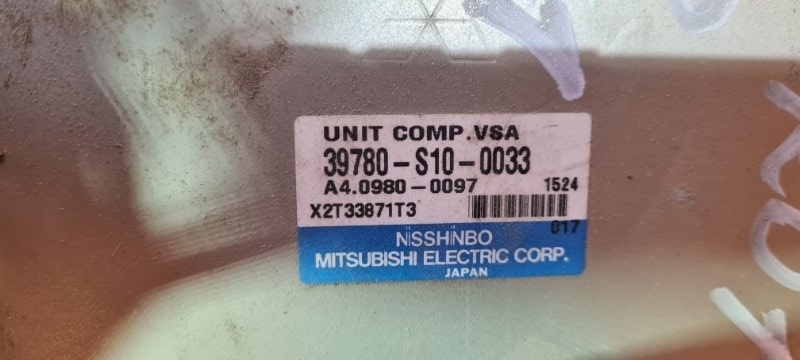 UNIT COMP.VSA
39780-S10-0033
A4.0980-0097 1524
X2T33871T3
017
NISSHINBO
MITSUBISHI ELECTRIC CORP.
JAPAN